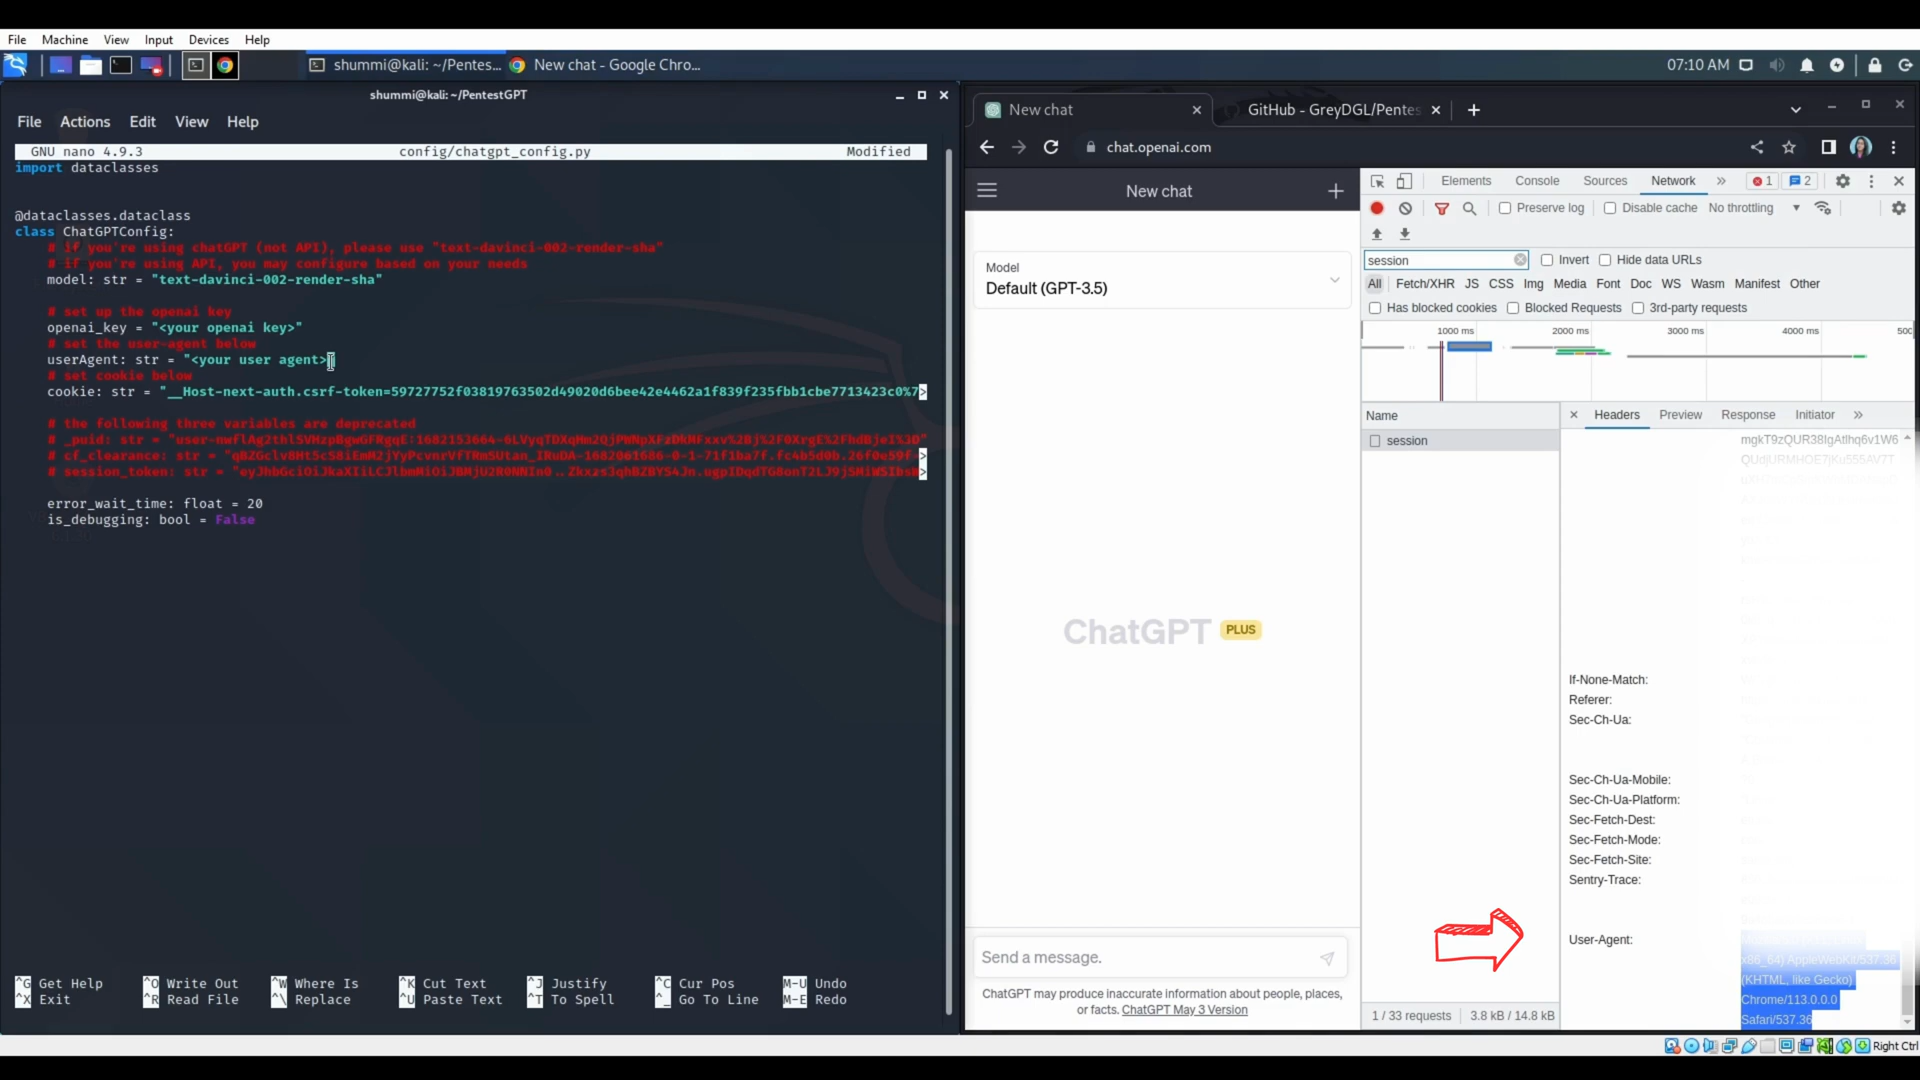 File Machine View Input Devices Help
shummi@kali: ~/Pentes... New chat - Google Chro... 07:10 AM
shummi@kali: ~/PentestGPT
File Actions Edit View Help
GNU nano 4.9.3 config/chatgpt_config.py Modified
import dataclasses
@dataclasses.dataclass
class ChatGPTConfig:
# if you're using chatGPT (not API), please use "text-davinci-002-render-sha"
# if you're using API, you may configure based on your needs
model: str = "text-davinci-002-render-sha"
# set up the openai key
openai_key = "<your openai key>"
# set the user-agent below
userAgent: str = "<your user agent>"
# set cookie below
cookie: str = "__Host-next-auth.csrf-token=59727752f03819763502d49020d6bee42e4462a1f839f235fbb1cbe7713423c0%7>
# the following three variables are deprecated
# _puid: str =
# cf_clearance: str =
# session_token: str =
error_wait_time: float = 20
is_debugging: bool = False
^G Get Help ^O Write Out ^W Where Is ^K Cut Text ^J Justify ^C Cur Pos M-U Undo
^X Exit ^R Read File ^\ Replace ^U Paste Text ^T To Spell ^_ Go To Line M-E Redo
New chat GitHub - GreyDGL/Pentes
chat.openai.com
New chat
Model
Default (GPT-3.5)
ChatGPT PLUS
Send a message.
ChatGPT may produce inaccurate information about people, places,
or facts. ChatGPT May 3 Version
Elements Console Sources Network » 1 2
Preserve log Disable cache No throttling
session Invert Hide data URLs
All Fetch/XHR JS CSS Img Media Font Doc WS Wasm Manifest Other
Has blocked cookies Blocked Requests 3rd-party requests
1000 ms 2000 ms 3000 ms 4000 ms 500
Name Headers Preview Response Initiator »
session
If-None-Match:
Referer:
Sec-Ch-Ua:
Sec-Ch-Ua-Mobile:
Sec-Ch-Ua-Platform:
Sec-Fetch-Dest:
Sec-Fetch-Mode:
Sec-Fetch-Site:
Sentry-Trace:
User-Agent:
x86_64) AppleWebKit/537.36
(KHTML, like Gecko)
Chrome/113.0.0.0
Safari/537.36
1 / 33 requests 3.8 kB / 14.8 kB
Right Ctrl